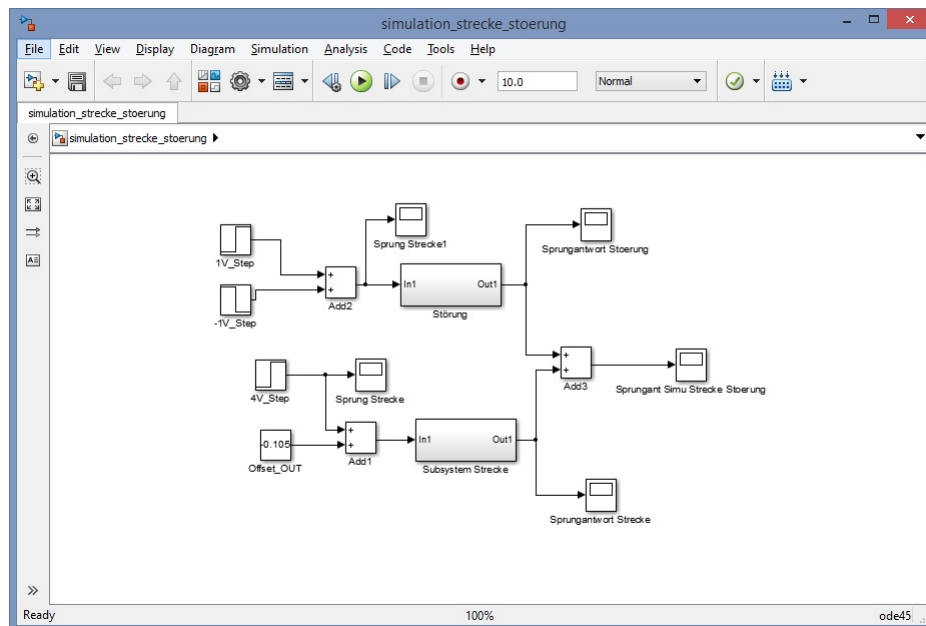 simulation_strecke_stoerung
File Edit View Display Diagram Simulation Analysis Code Tools Help
10.0 Normal
simulation_strecke_stoerung
simulation_strecke_stoerung
Sprung Strecke1
Sprungantwort Stoerung
1V_Step
+
+
Add2
In1 Out1
Störung
-1V_Step
+
+
Add3
Sprungant Simu Strecke Stoerung
4V_Step
Sprung Strecke
+
+
Add1
-0.105
Offset_OUT
In1 Out1
Subsystem Strecke
Sprungantwort Strecke
Ready 100% ode45